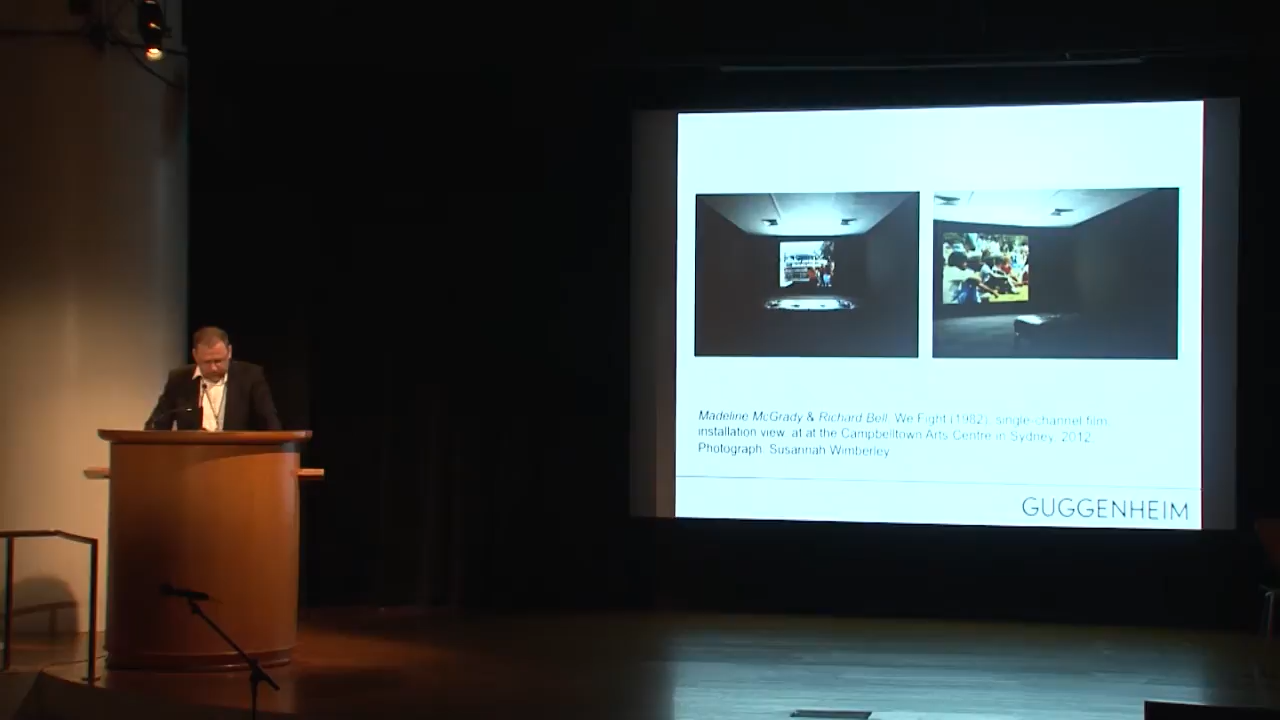 Madeline McGrady & Richard Bell. We Fight (1982), single-channel film,
installation view at at the Campbelltown Arts Centre in Sydney, 2012.
Photograph: Susannah Wimberley
GUGGENHEIM